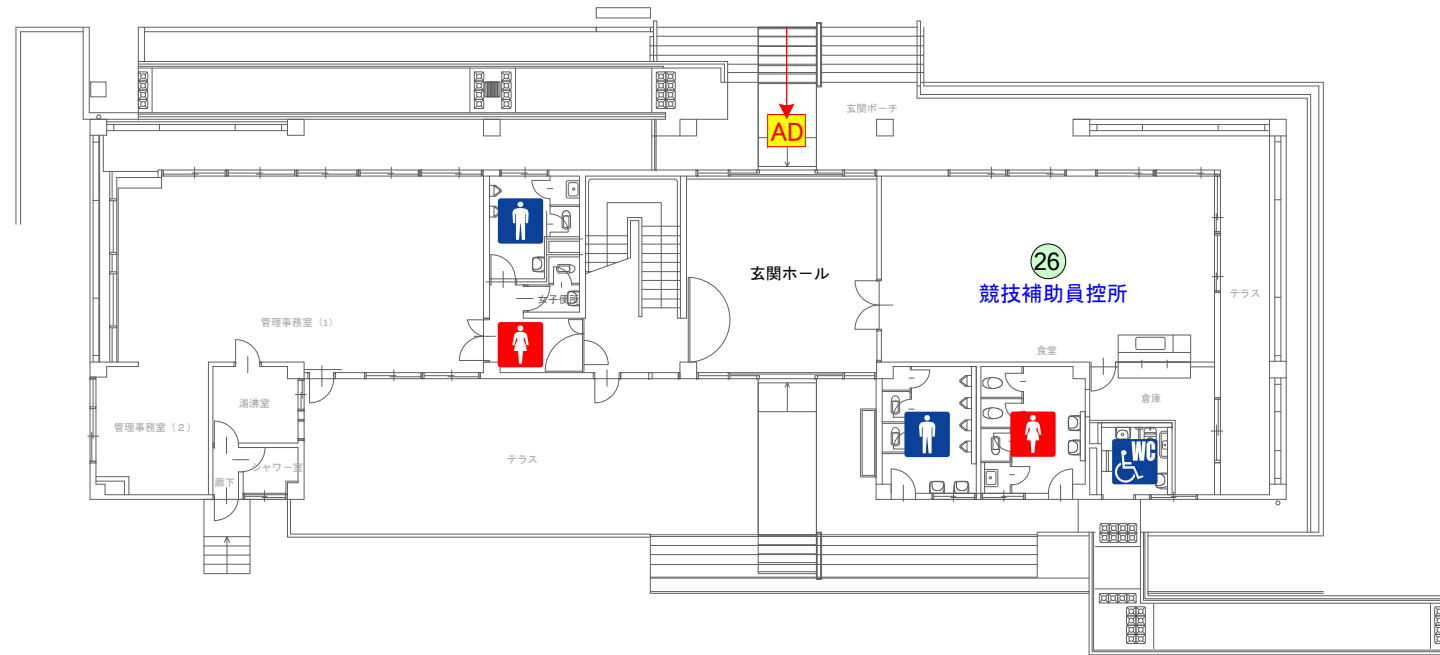 玄関ポーチ
AD
玄関ホール
26
競技補助員控所
テラス
女子便所
管理事務室（1）
食堂
湯沸室
倉庫
管理事務室（2）
テラス
シャワー室
廊下
WC